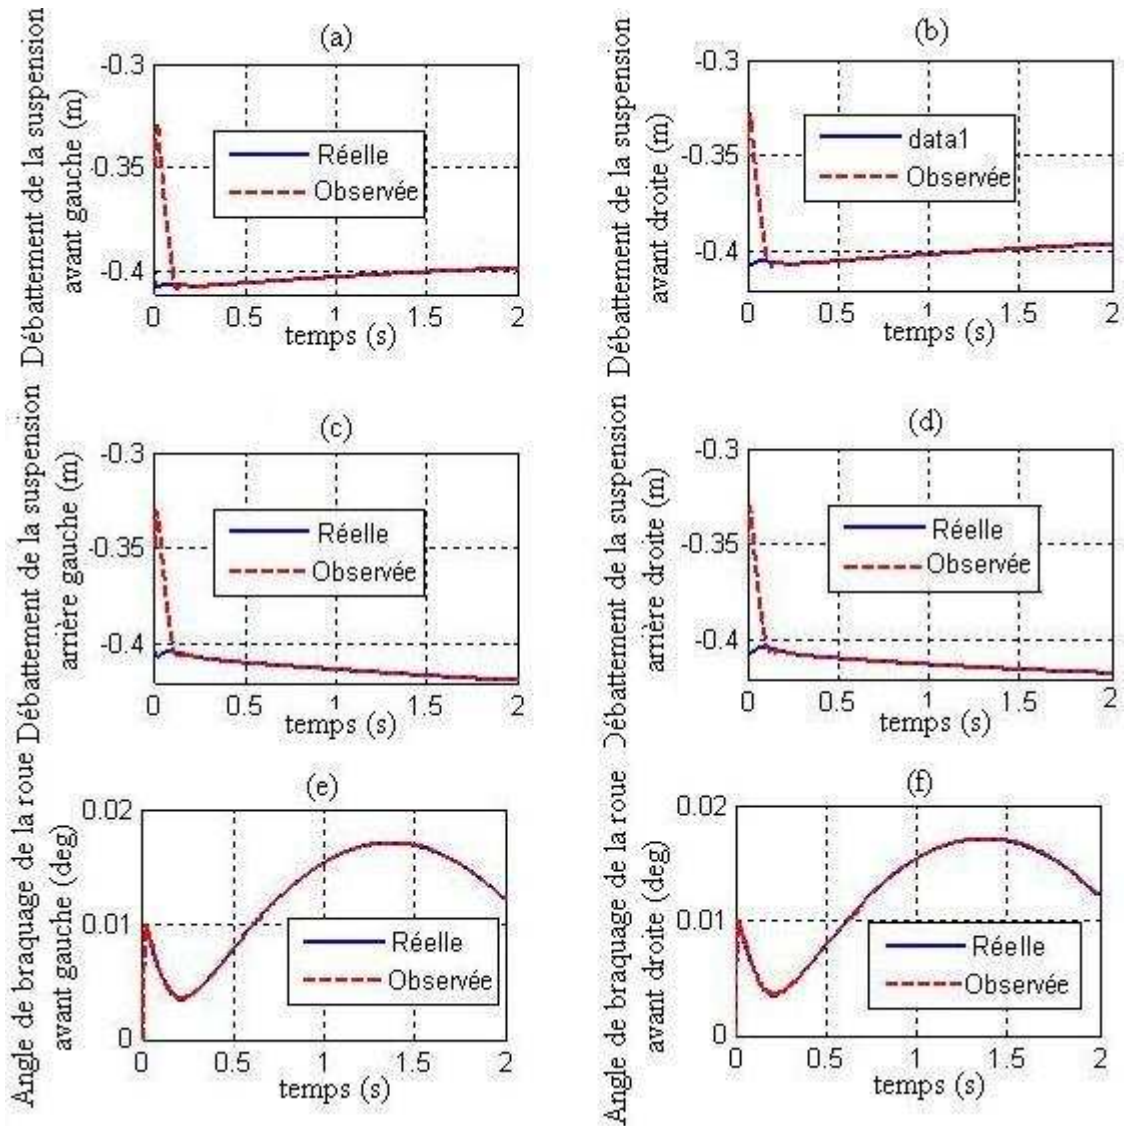 (a)
Débattement de la suspension
avant gauche (m)
-0.3
-0.35
-0.4
Réelle
Observée
0
0.5
1
1.5
2
temps (s)
(b)
Débattement de la suspension
avant droite (m)
-0.3
-0.35
-0.4
data1
Observée
0
0.5
1
1.5
2
temps (s)
(c)
Débattement de la suspension
arrière gauche (m)
-0.3
-0.35
-0.4
Réelle
Observée
0
0.5
1
1.5
2
temps (s)
(d)
Débattement de la suspension
arrière droite (m)
-0.3
-0.35
-0.4
Réelle
Observée
0
0.5
1
1.5
2
temps (s)
(e)
Angle de braquage de la roue
avant gauche (deg)
0.02
0.01
0
Réelle
Observée
0
0.5
1
1.5
2
temps (s)
(f)
Angle de braquage de la roue
avant droite (deg)
0.02
0.01
0
Réelle
Observée
0
0.5
1
1.5
2
temps (s)